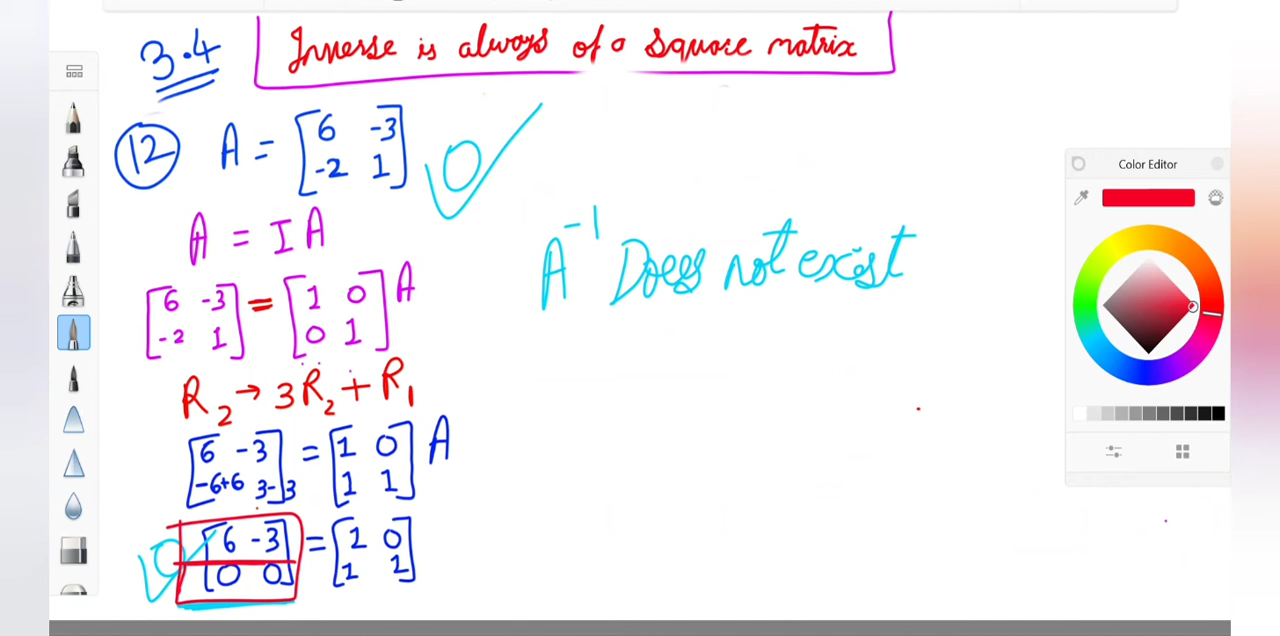 3.4 Inverse is always of a square matrix
12 A = [6 -3
-2 1]
A = I A
[6 -3
-2 1] = [1 0
0 1] A
R2 → 3R2 + R1
[6 -3
-6+6 3-3] = [1 0
1 1] A
[6 -3
0 0] = [1 0
1 1]
A^-1 Does not exist
Color Editor